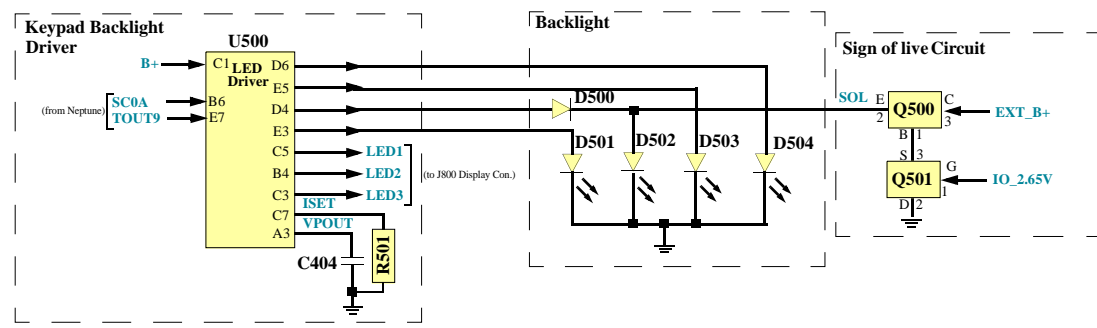 Keypad Backlight
Driver
U500
B+
C1
LED
Driver
D6
E5
(from Neptune)
SC0A
B6
TOUT9
E7
D4
E3
C5
LED1
B4
LED2
(to J800 Display Con.)
C3
LED3
ISET
C7
VPOUT
A3
C404
R501
Backlight
D500
D501
D502
D503
D504
Sign of live Circuit
SOL
E
2
Q500
C
3
EXT_B+
B
1
S
3
Q501
G
1
IO_2.65V
D
2